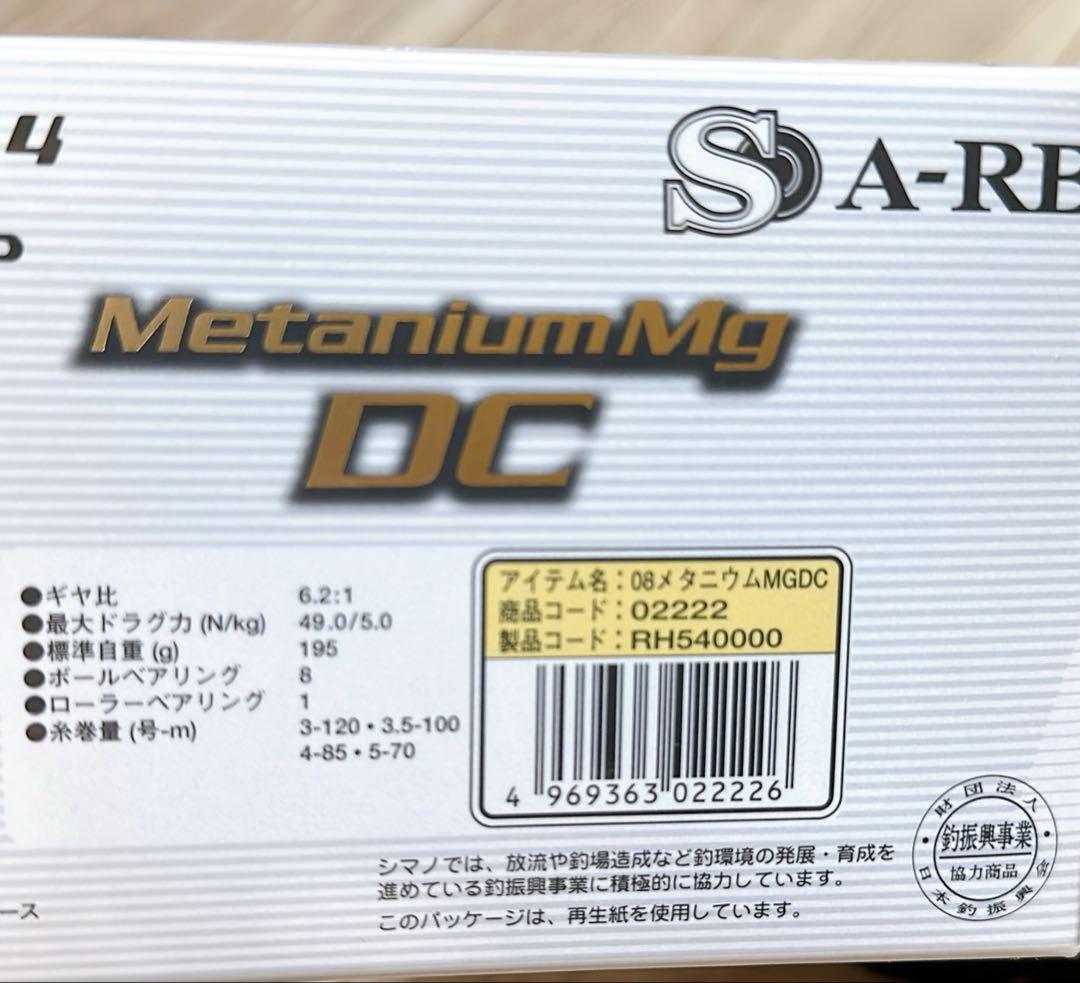 4
S A-RB
MetaniumMg
DC
●ギヤ比 6.2:1
●最大ドラグ力 (N/kg) 49.0/5.0
●標準自重 (g) 195
●ボールベアリング 8
●ローラーベアリング 1
●糸巻量 (号-m) 3-120・3.5-100
4-85・5-70
アイテム名：08メタニウムMGDC
商品コード：02222
製品コード：RH540000
4 969363 022226
シマノでは、放流や釣場造成など釣環境の発展・育成を
進めている釣振興事業に積極的に協力しています。
このパッケージは、再生紙を使用しています。
財団法人
釣振興事業
協力商品
日本釣振興会
ース